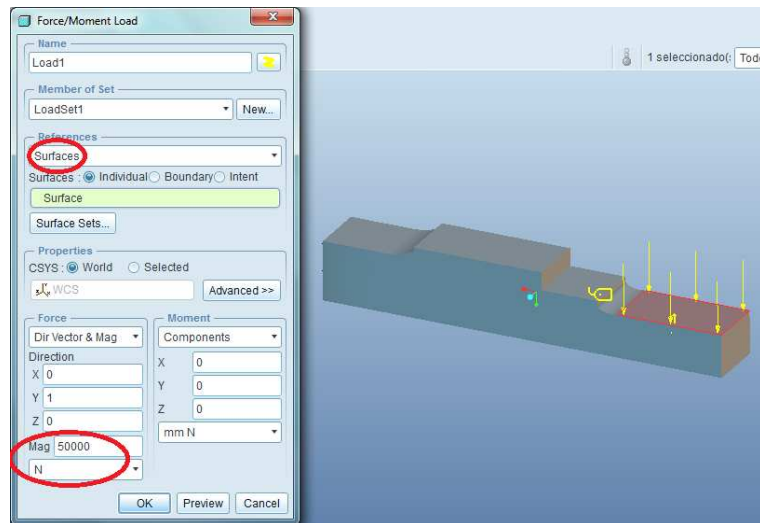 Force/Moment Load
Name
Load1
Member of Set
LoadSet1 New...
References
Surfaces
Surfaces : Individual Boundary Intent
Surface
Surface Sets...
Properties
CSYS : World Selected
WCS Advanced >>
Force
Dir Vector & Mag
Direction
X 0
Y 1
Z 0
Mag 50000
N
Moment
Components
X 0
Y 0
Z 0
mm N
OK Preview Cancel
1 seleccionado(: Todo